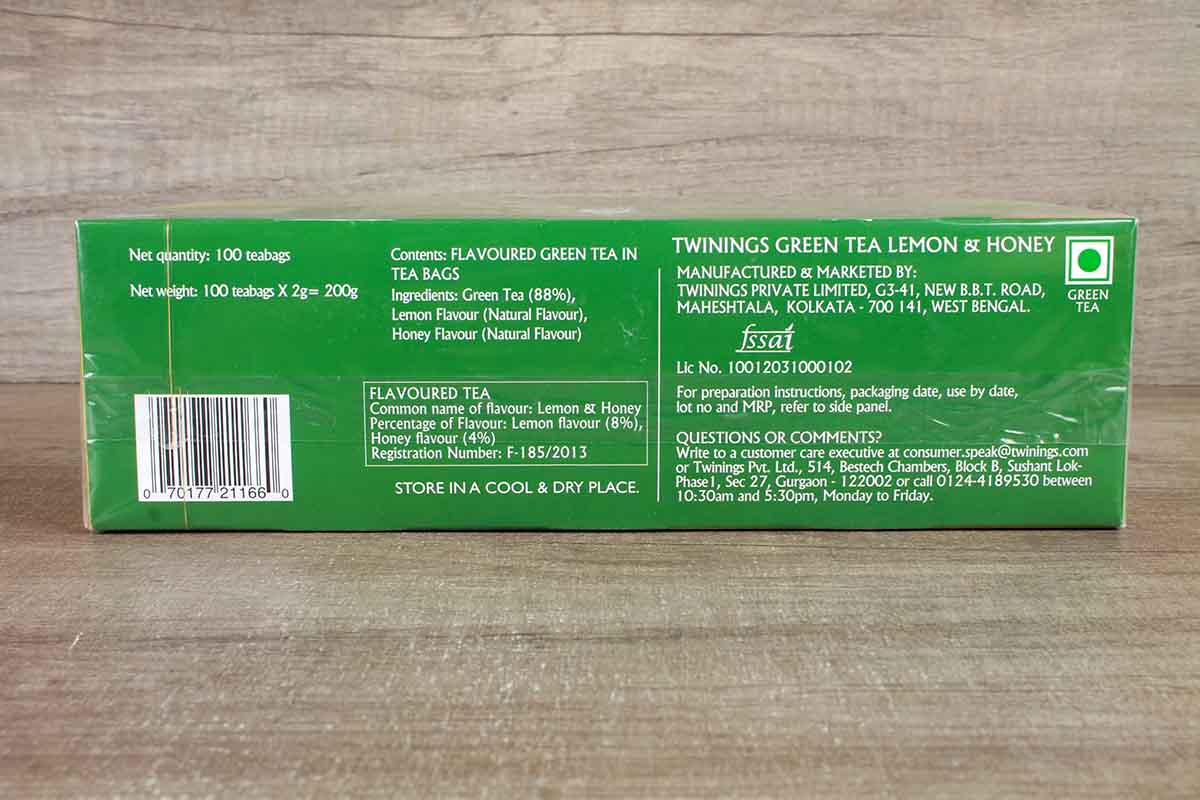 Net quantity: 100 teabags
Net weight: 100 teabags X 2g= 200g
0 70177 21166 0
Contents: FLAVOURED GREEN TEA IN
TEA BAGS
Ingredients: Green Tea (88%),
Lemon Flavour (Natural Flavour),
Honey Flavour (Natural Flavour)
FLAVOURED TEA
Common name of flavour: Lemon & Honey
Percentage of Flavour: Lemon flavour (8%),
Honey flavour (4%)
Registration Number: F-185/2013
STORE IN A COOL & DRY PLACE.
TWININGS GREEN TEA LEMON & HONEY
MANUFACTURED & MARKETED BY:
TWININGS PRIVATE LIMITED, G3-41, NEW B.B.T. ROAD,
MAHESHTALA, KOLKATA - 700 141, WEST BENGAL.
GREEN
TEA
fssai
Lic No. 10012031000102
For preparation instructions, packaging date, use by date,
lot no and MRP, refer to side panel.
QUESTIONS OR COMMENTS?
Write to a customer care executive at consumer.speak@twinings.com
or Twinings Pvt. Ltd., 514, Bestech Chambers, Block B, Sushant Lok-
Phase1, Sec 27, Gurgaon - 122002 or call 0124-4189530 between
10:30am and 5:30pm, Monday to Friday.